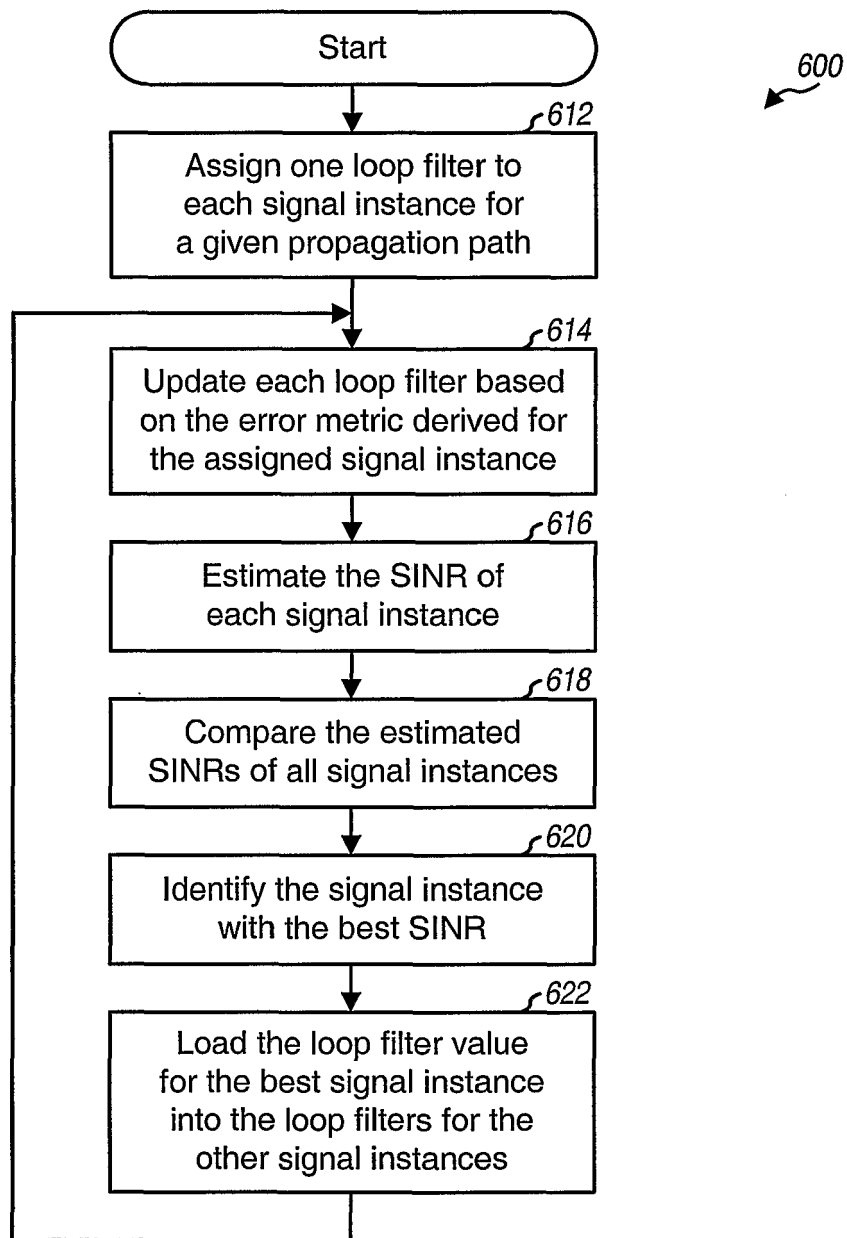 Start
600
612
Assign one loop filter to
each signal instance for
a given propagation path
614
Update each loop filter based
on the error metric derived for
the assigned signal instance
616
Estimate the SINR of
each signal instance
618
Compare the estimated
SINRs of all signal instances
620
Identify the signal instance
with the best SINR
622
Load the loop filter value
for the best signal instance
into the loop filters for the
other signal instances